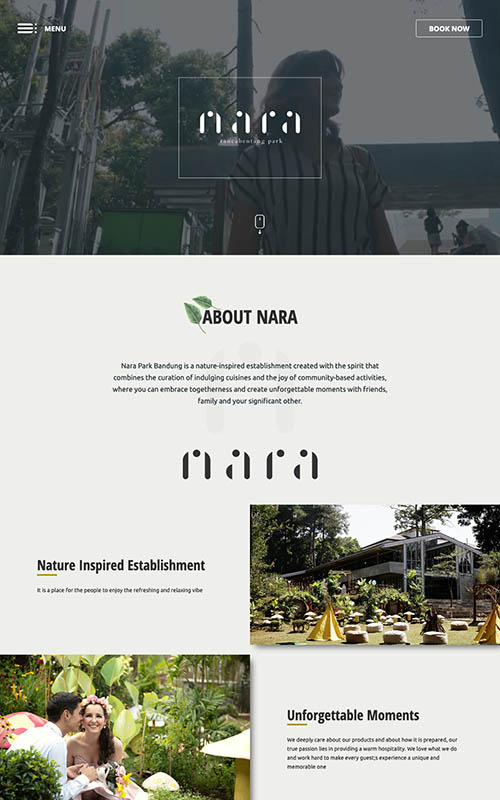 MENU
BOOK NOW
nara
rancabentang park
ABOUT NARA
Nara Park Bandung is a nature-inspired establishment created with the spirit that
combines the curation of indulging cuisines and the joy of community-based activities,
where you can embrace togetherness and create unforgettable moments with friends,
family and your significant other.
nara
Nature Inspired Establishment
It is a place for the people to enjoy the refreshing and relaxing vibe
Unforgettable Moments
We deeply care about our products and about how it is prepared, our
true passion lies in providing a warm hospitality. We love what we do
and work hard to make every guest;s experience a unique and
memorable one